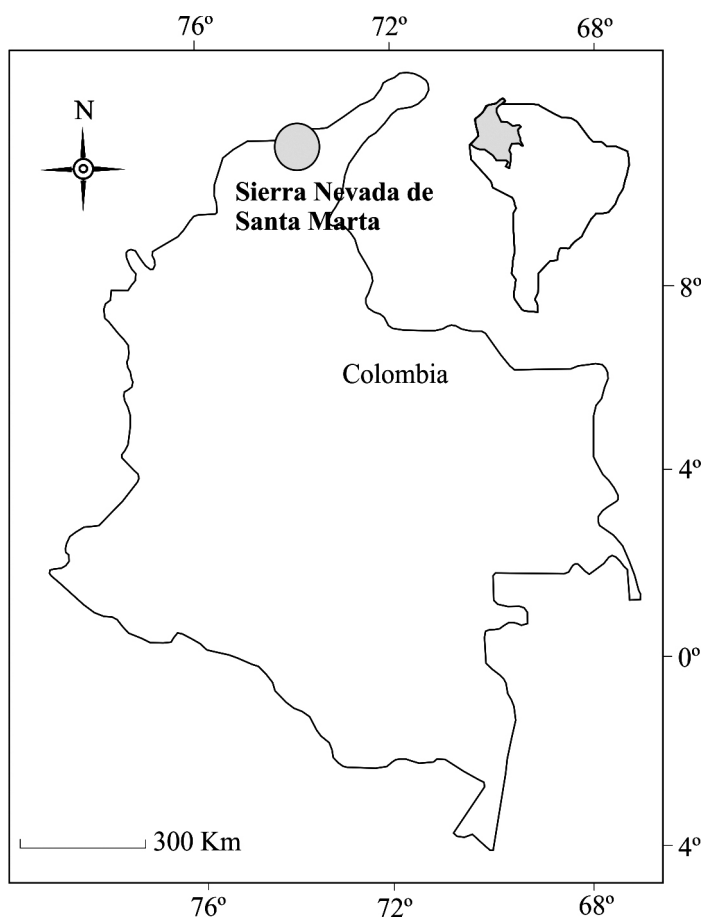 76º 72º 68º
N
Sierra Nevada de
Santa Marta
8º
Colombia
4º
0º
300 Km
4º
76º 72º 68º